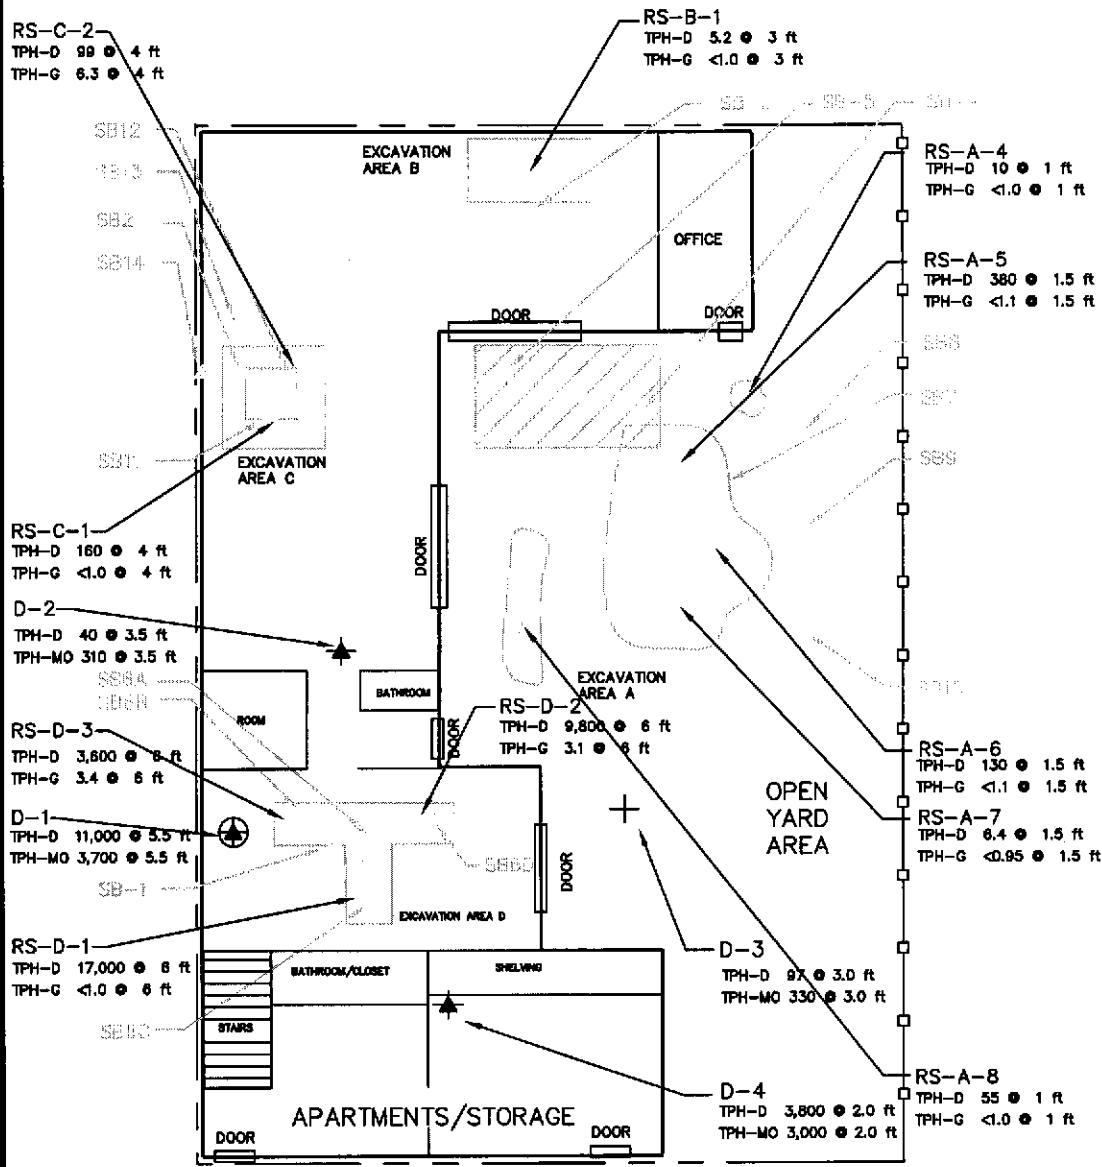 RS-C-2
TPH-D 99 @ 4 ft
TPH-G 6.3 @ 4 ft
RS-B-1
TPH-D 5.2 @ 3 ft
TPH-G <1.0 @ 3 ft
SB12
EXCAVATION
AREA B
RS-A-4
TPH-D 10 @ 1 ft
TPH-G <1.0 @ 1 ft
SB2
OFFICE
SB14
RS-A-5
TPH-D 380 @ 1.5 ft
TPH-G <1.1 @ 1.5 ft
DOOR
DOOR
EXCAVATION
AREA C
SB9
RS-C-1
TPH-D 160 @ 4 ft
TPH-G <1.0 @ 4 ft
DOOR
D-2
TPH-D 40 @ 3.5 ft
TPH-MO 310 @ 3.5 ft
BATHROOM
EXCAVATION
AREA A
ROOM
DOOR
RS-D-2
TPH-D 9,800 @ 6 ft
TPH-G 3.1 @ 6 ft
RS-D-3
TPH-D 3,600 @ 6 ft
TPH-G 3.4 @ 6 ft
RS-A-6
TPH-D 130 @ 1.5 ft
TPH-G <1.1 @ 1.5 ft
OPEN
YARD
AREA
D-1
TPH-D 11,000 @ 5.5 ft
TPH-MO 3,700 @ 5.5 ft
RS-A-7
TPH-D 6.4 @ 1.5 ft
TPH-G <0.95 @ 1.5 ft
DOOR
SB-1
EXCAVATION AREA D
RS-D-1
TPH-D 17,000 @ 6 ft
TPH-G <1.0 @ 6 ft
BATHROOM/CLOSET
SHELVING
D-3
TPH-D 97 @ 3.0 ft
TPH-MO 330 @ 3.0 ft
STAIRS
D-4
TPH-D 3,800 @ 2.0 ft
TPH-MO 3,000 @ 2.0 ft
RS-A-8
TPH-D 55 @ 1 ft
TPH-G <1.0 @ 1 ft
APARTMENTS/STORAGE
DOOR
DOOR